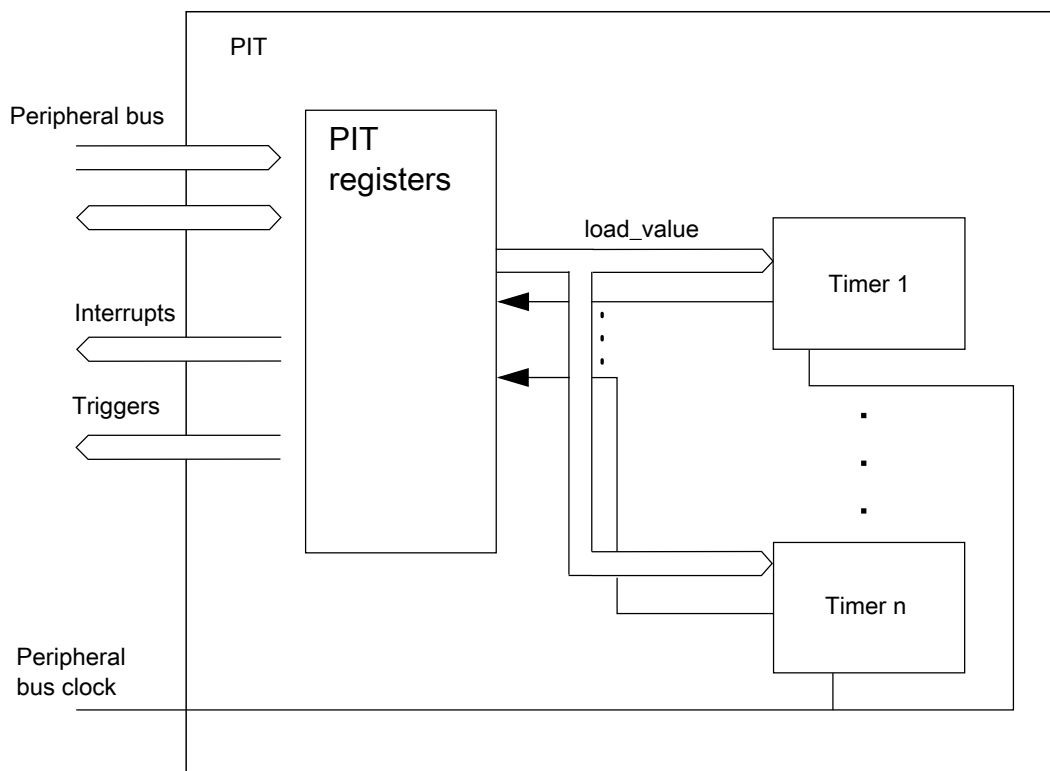 PIT
Peripheral bus
PIT
registers
load_value
Timer 1
Interrupts
Triggers
Timer n
Peripheral
bus clock